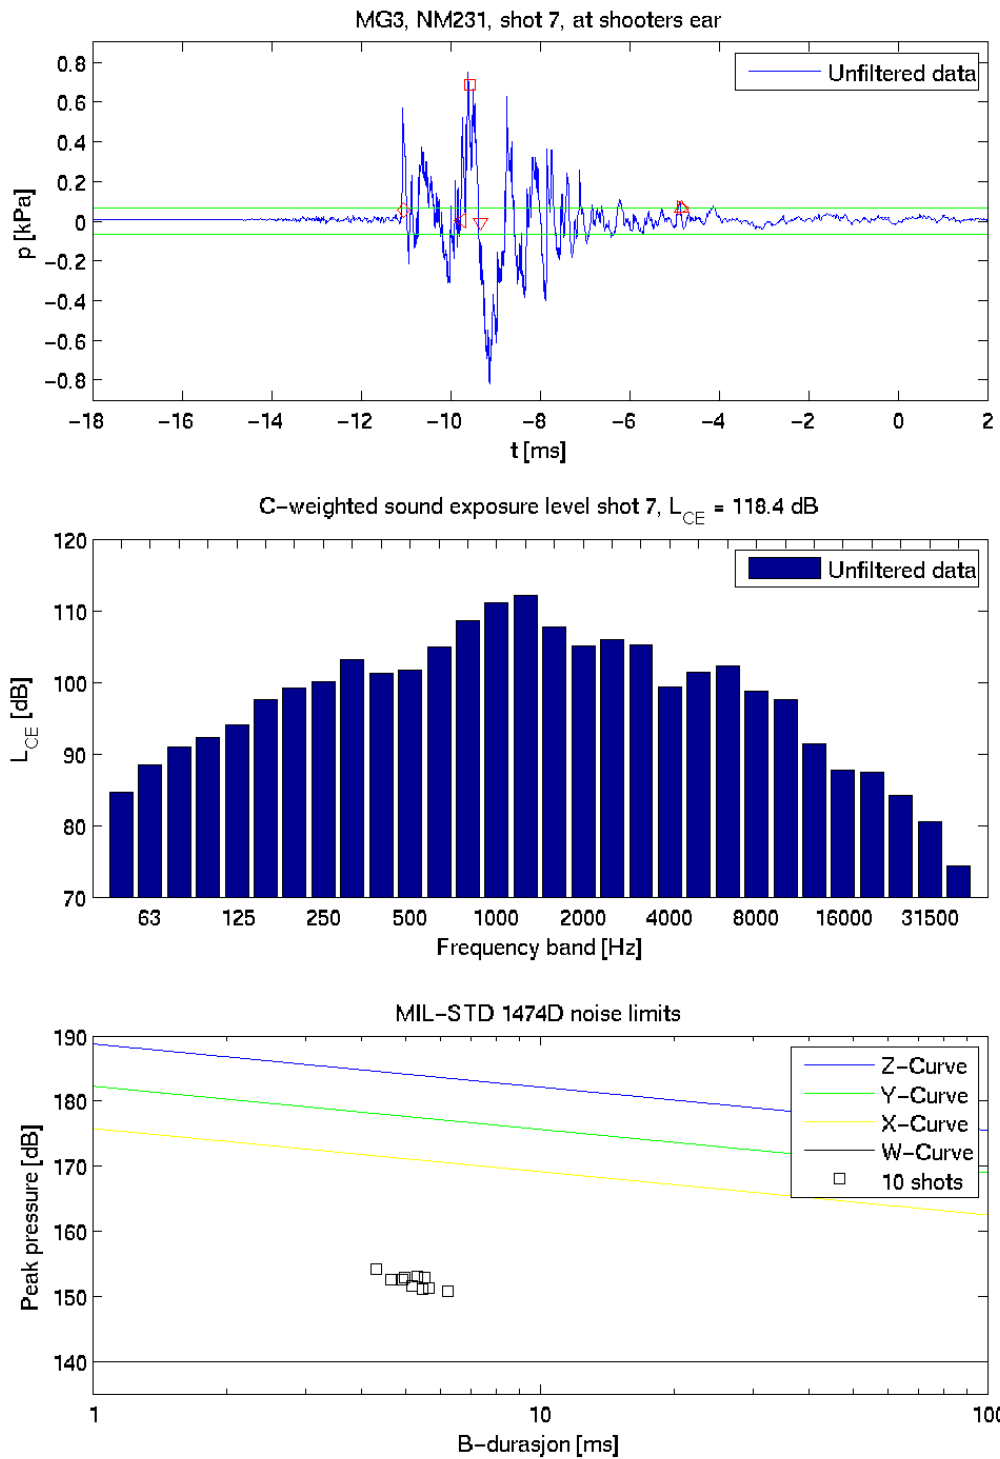 MG3, NM231, shot 7, at shooters ear
Unfiltered data
0.8
0.6
0.4
0.2
0
−0.2
−0.4
−0.6
−0.8
p [kPa]
−18 −16 −14 −12 −10 −8 −6 −4 −2 0 2
t [ms]
C−weighted sound exposure level shot 7, L_CE = 118.4 dB
Unfiltered data
120
110
100
90
80
70
L_CE [dB]
63 125 250 500 1000 2000 4000 8000 16000 31500
Frequency band [Hz]
MIL−STD 1474D noise limits
Z−Curve
Y−Curve
X−Curve
W−Curve
10 shots
190
180
170
160
150
140
Peak pressure [dB]
1 10 100
B−durasjon [ms]